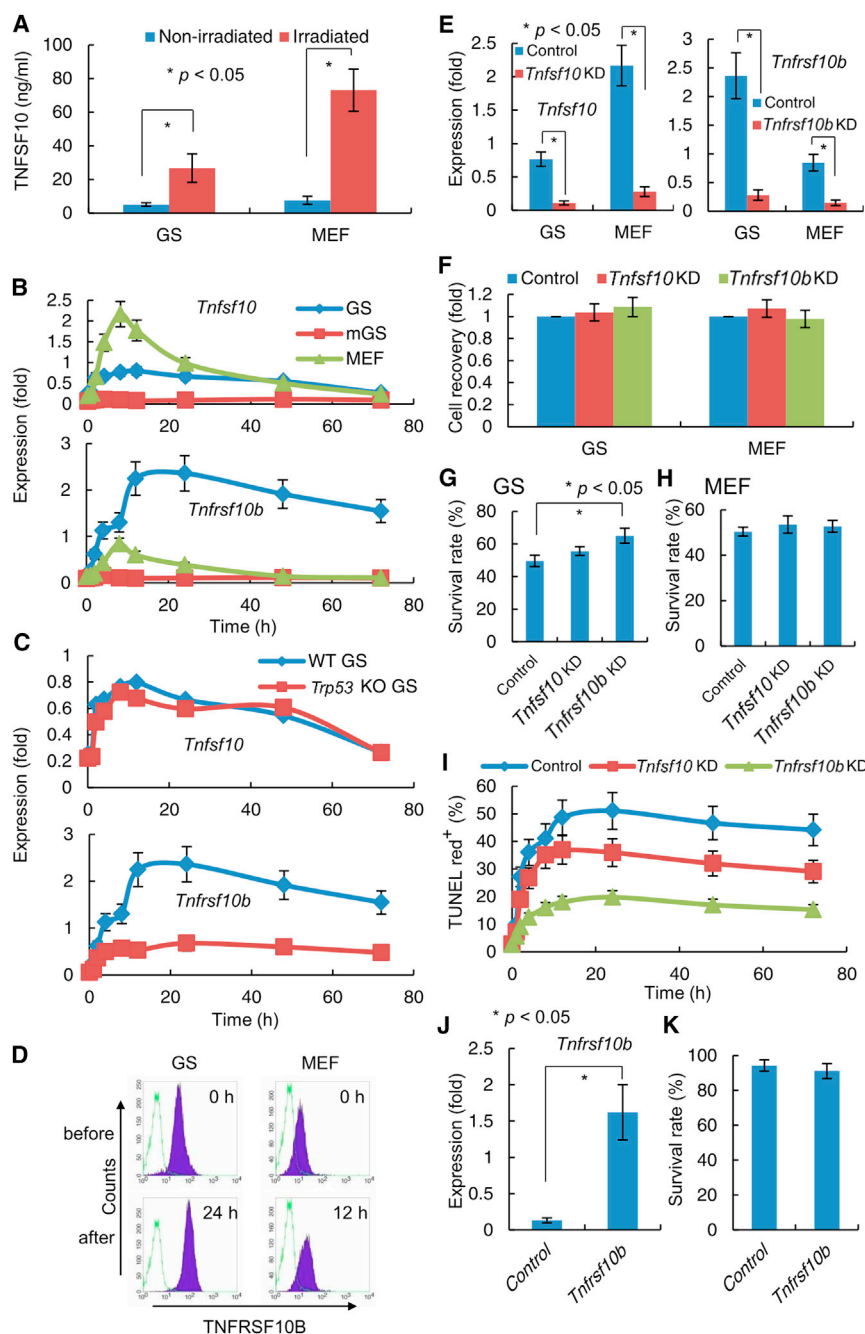 A
Non-irradiated Irradiated
TNFSF10 (ng/ml)
100
80
60
40
20
0
* p < 0.05
*
*
GS MEF
B
Expression (fold)
2.5
2
1.5
1
0.5
0
Tnfsf10
GS
mGS
MEF
0 20 40 60 80
3
2
1
0
Tnfrsf10b
0 20 40 60 80
Time (h)
C
Expression (fold)
0.8
0.6
0.4
0.2
0
WT GS
Trp53 KO GS
Tnfsf10
0 20 40 60 80
3
2
1
0
Tnfrsf10b
0 20 40 60 80
Time (h)
D
GS MEF
before
after
Counts
0 h 0 h
24 h 12 h
TNFRSF10B
E
* p < 0.05
Expression (fold)
2.5
2
1.5
1
0.5
0
Control
Tnfsf10 KD
Tnfsf10
*
*
GS MEF
3
2.5
2
1.5
1
0.5
0
Tnfrsf10b
Control
Tnfrsf10b KD
*
*
GS MEF
F
Control Tnfsf10 KD Tnfrsf10b KD
Cell recovery (fold)
1.2
1
0.8
0.6
0.4
0.2
0
GS MEF
G GS
Survival rate (%)
80
60
40
20
0
* p < 0.05
*
Control
Tnfsf10 KD
Tnfrsf10b KD
H MEF
Survival rate (%)
60
40
20
0
Control
Tnfsf10 KD
Tnfrsf10b KD
I
Control Tnfsf10 KD Tnfrsf10b KD
TUNEL red+ (%)
60
50
40
30
20
10
0
0 20 40 60 80
Time (h)
J
* p < 0.05
Tnfrsf10b
Expression (fold)
2.5
2
1.5
1
0.5
0
*
Control
Tnfrsf10b
K
Survival rate (%)
100
80
60
40
20
0
Control
Tnfrsf10b